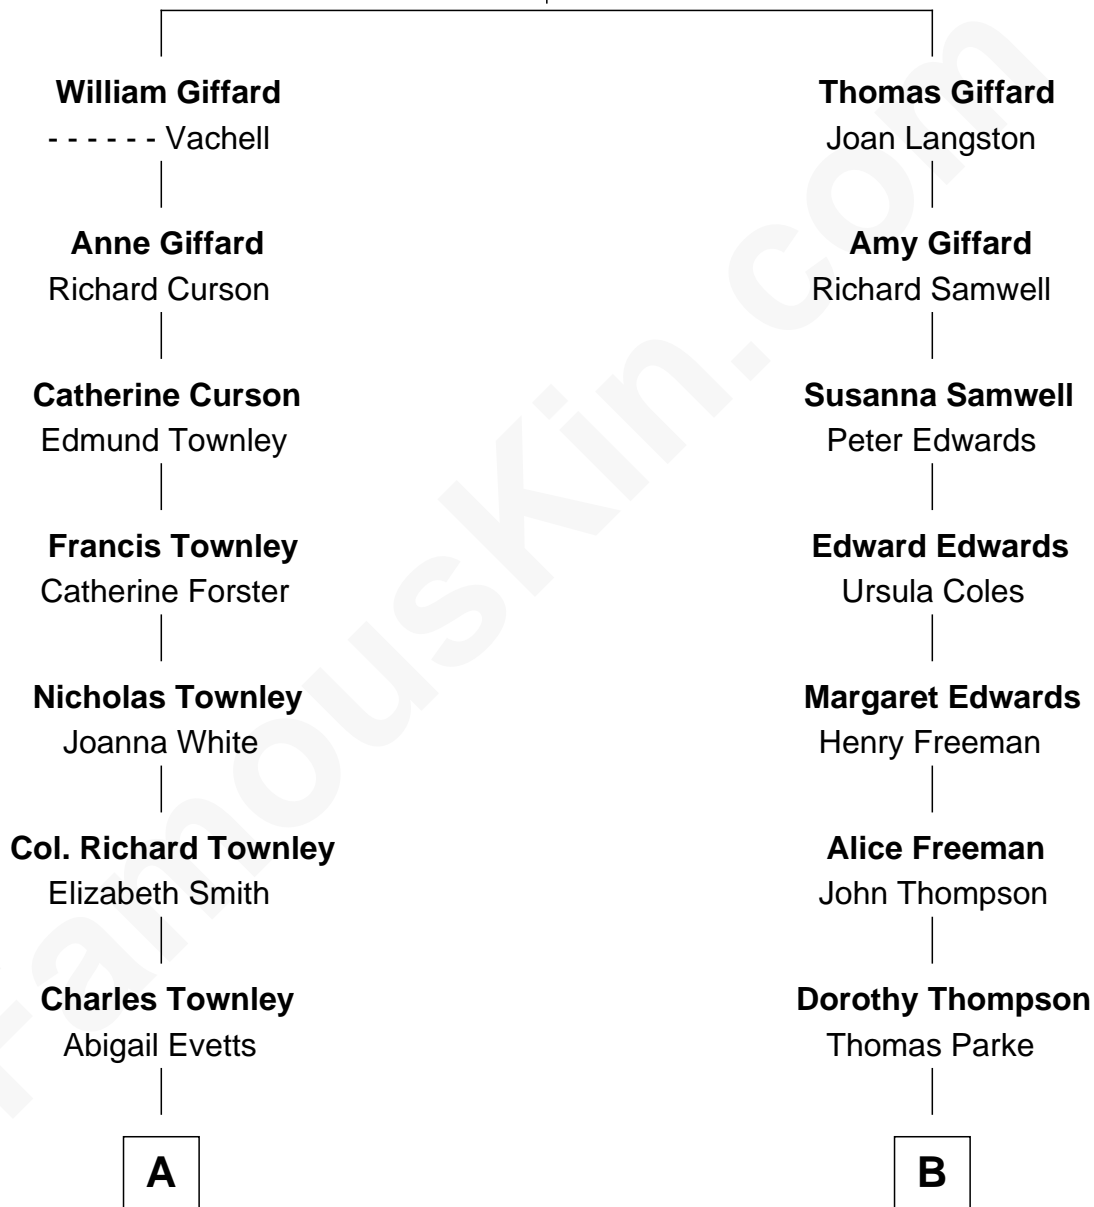 William Giffard
- - - - - - Vachell
Anne Giffard
Richard Curson
Catherine Curson
Edmund Townley
Francis Townley
Catherine Forster
Nicholas Townley
Joanna White
Col. Richard Townley
Elizabeth Smith
Charles Townley
Abigail Evetts
A
Thomas Giffard
Joan Langston
Amy Giffard
Richard Samwell
Susanna Samwell
Peter Edwards
Edward Edwards
Ursula Coles
Margaret Edwards
Henry Freeman
Alice Freeman
John Thompson
Dorothy Thompson
Thomas Parke
B
FamousKin.com